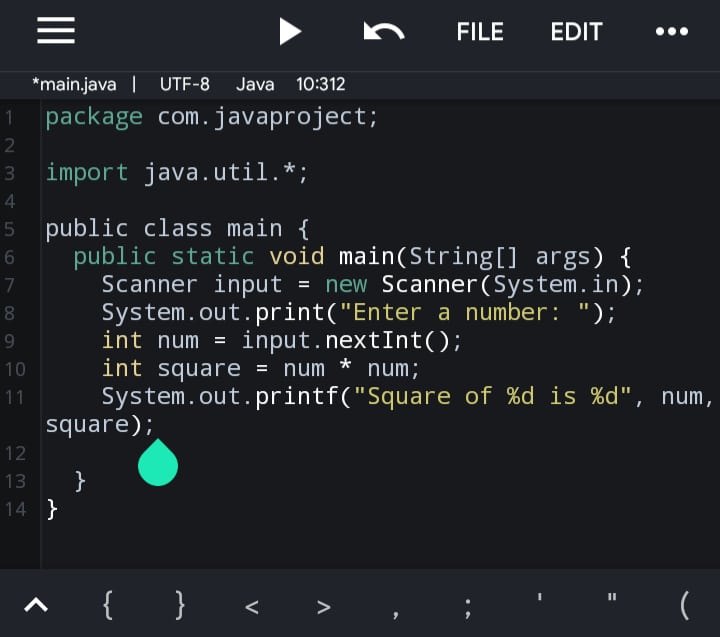 FILE EDIT
*main.java | UTF-8 Java 10:312
1 package com.javaproject;
2
3 import java.util.*;
4
5 public class main {
6   public static void main(String[] args) {
7     Scanner input = new Scanner(System.in);
8     System.out.print("Enter a number: ");
9     int num = input.nextInt();
10     int square = num * num;
11     System.out.printf("Square of %d is %d", num,
square);
12
13   }
14 }
{ } < > , ; ' " (